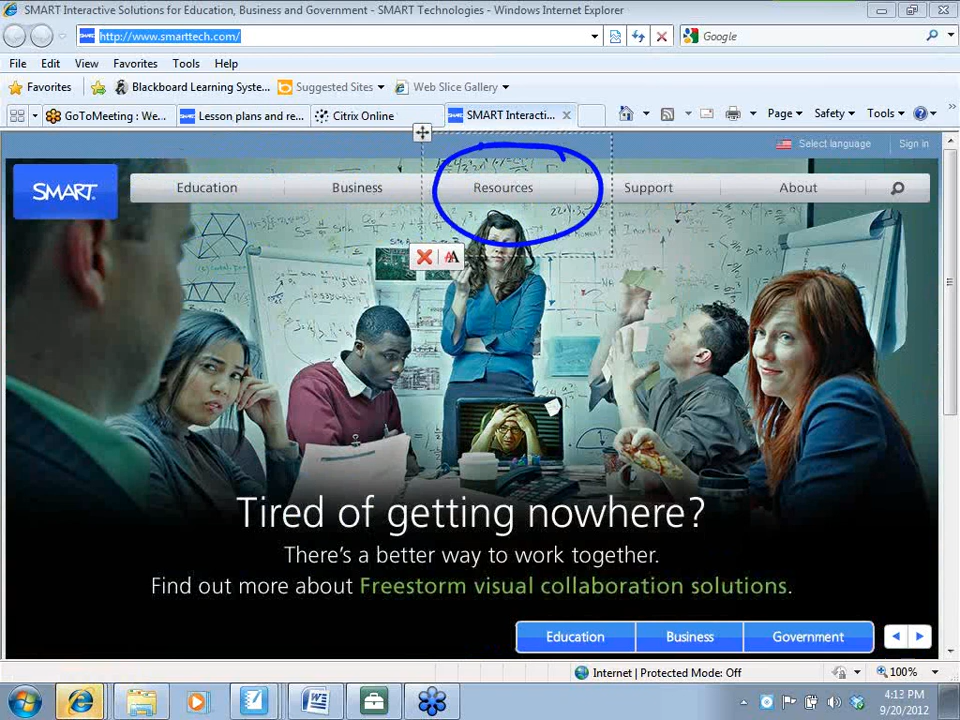 SMART Interactive Solutions for Education, Business and Government - SMART Technologies - Windows Internet Explorer
http://www.smarttech.com/
Google
File Edit View Favorites Tools Help
Favorites Blackboard Learning Syste... Suggested Sites Web Slice Gallery
GoToMeeting : We... Lesson plans and re... Citrix Online SMART Interacti... Page Safety Tools
Select language Sign in
SMART
Education Business Resources Support About
Tired of getting nowhere?
There's a better way to work together.
Find out more about Freestorm visual collaboration solutions.
Education Business Government
Internet | Protected Mode: Off 100%
4:13 PM
9/20/2012